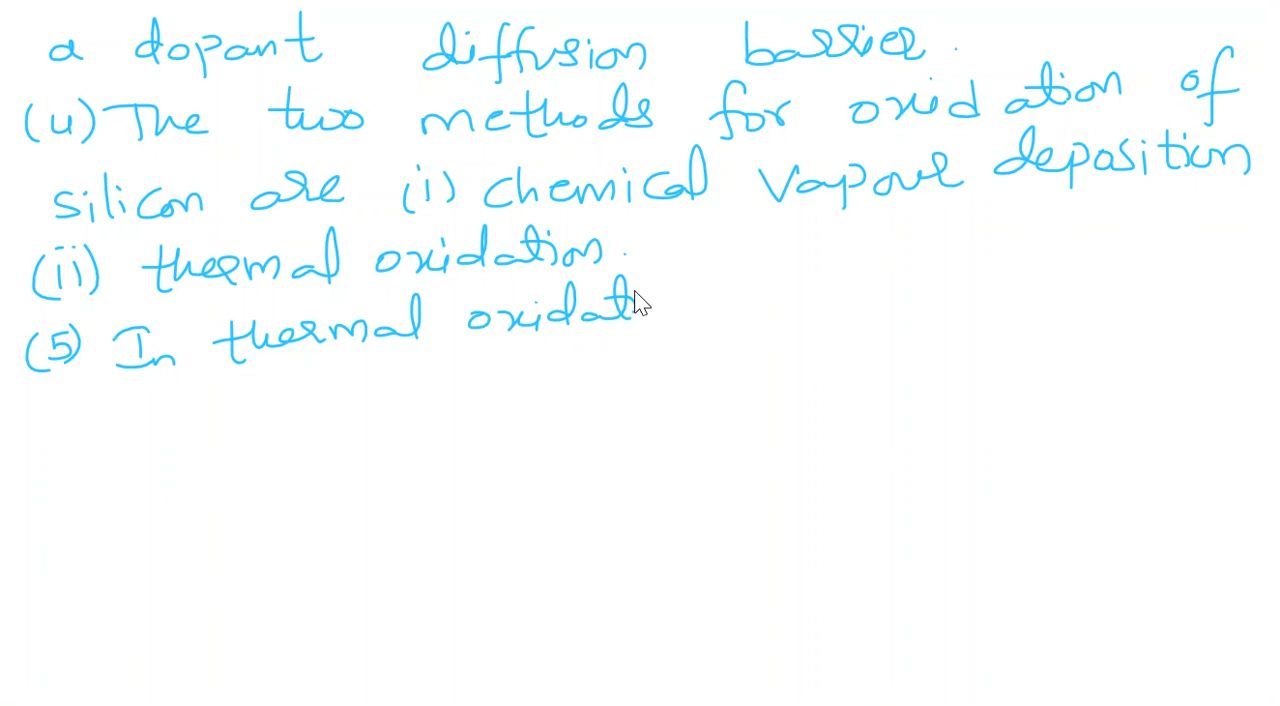 a dopant diffusion barrier.
(4) The two methods for oxidation of
silicon are (i) chemical vapour deposition
(ii) thermal oxidation.
(5) In thermal oxidat